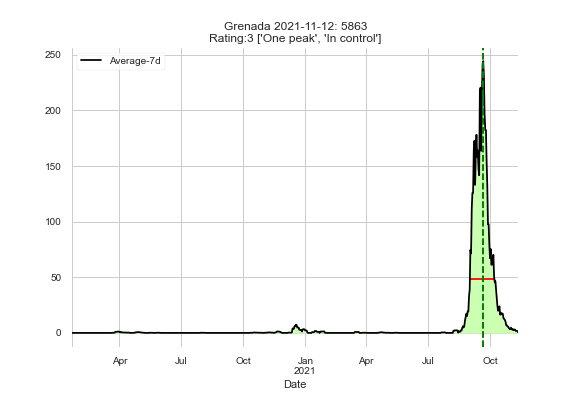 Grenada 2021-11-12: 5863
Rating:3 ['One peak', 'In control']
Average-7d
250
200
150
100
50
0
Apr Jul Oct Jan Apr Jul Oct
2021
Date